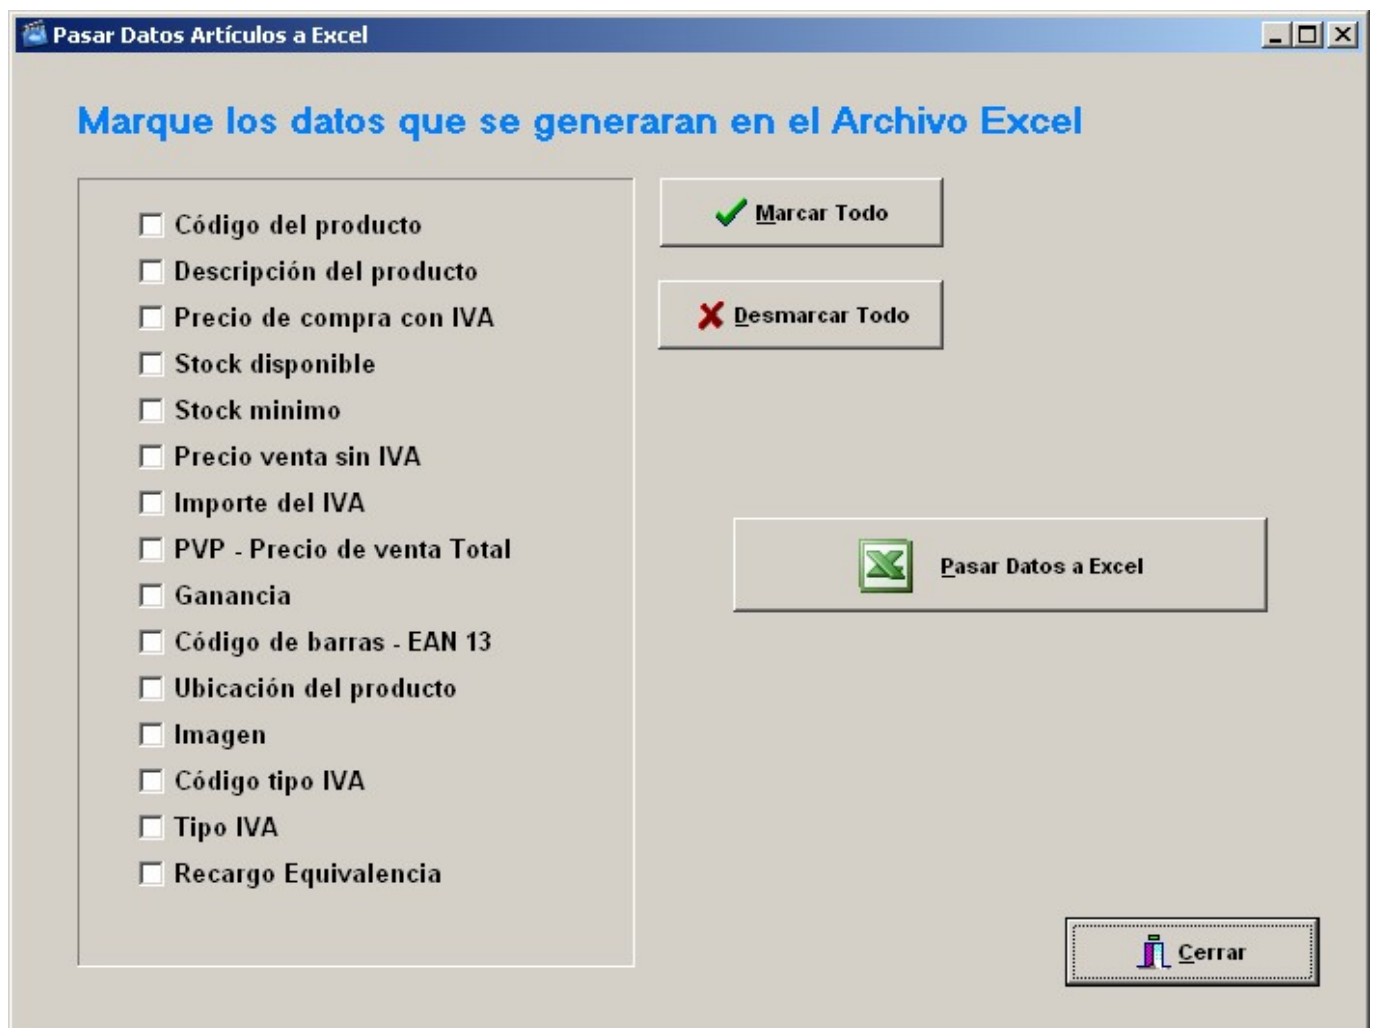 Pasar Datos Artículos a Excel
Marque los datos que se generaran en el Archivo Excel
Código del producto
Descripción del producto
Precio de compra con IVA
Stock disponible
Stock minimo
Precio venta sin IVA
Importe del IVA
PVP - Precio de venta Total
Ganancia
Código de barras - EAN 13
Ubicación del producto
Imagen
Código tipo IVA
Tipo IVA
Recargo Equivalencia
Marcar Todo
Desmarcar Todo
Pasar Datos a Excel
Cerrar